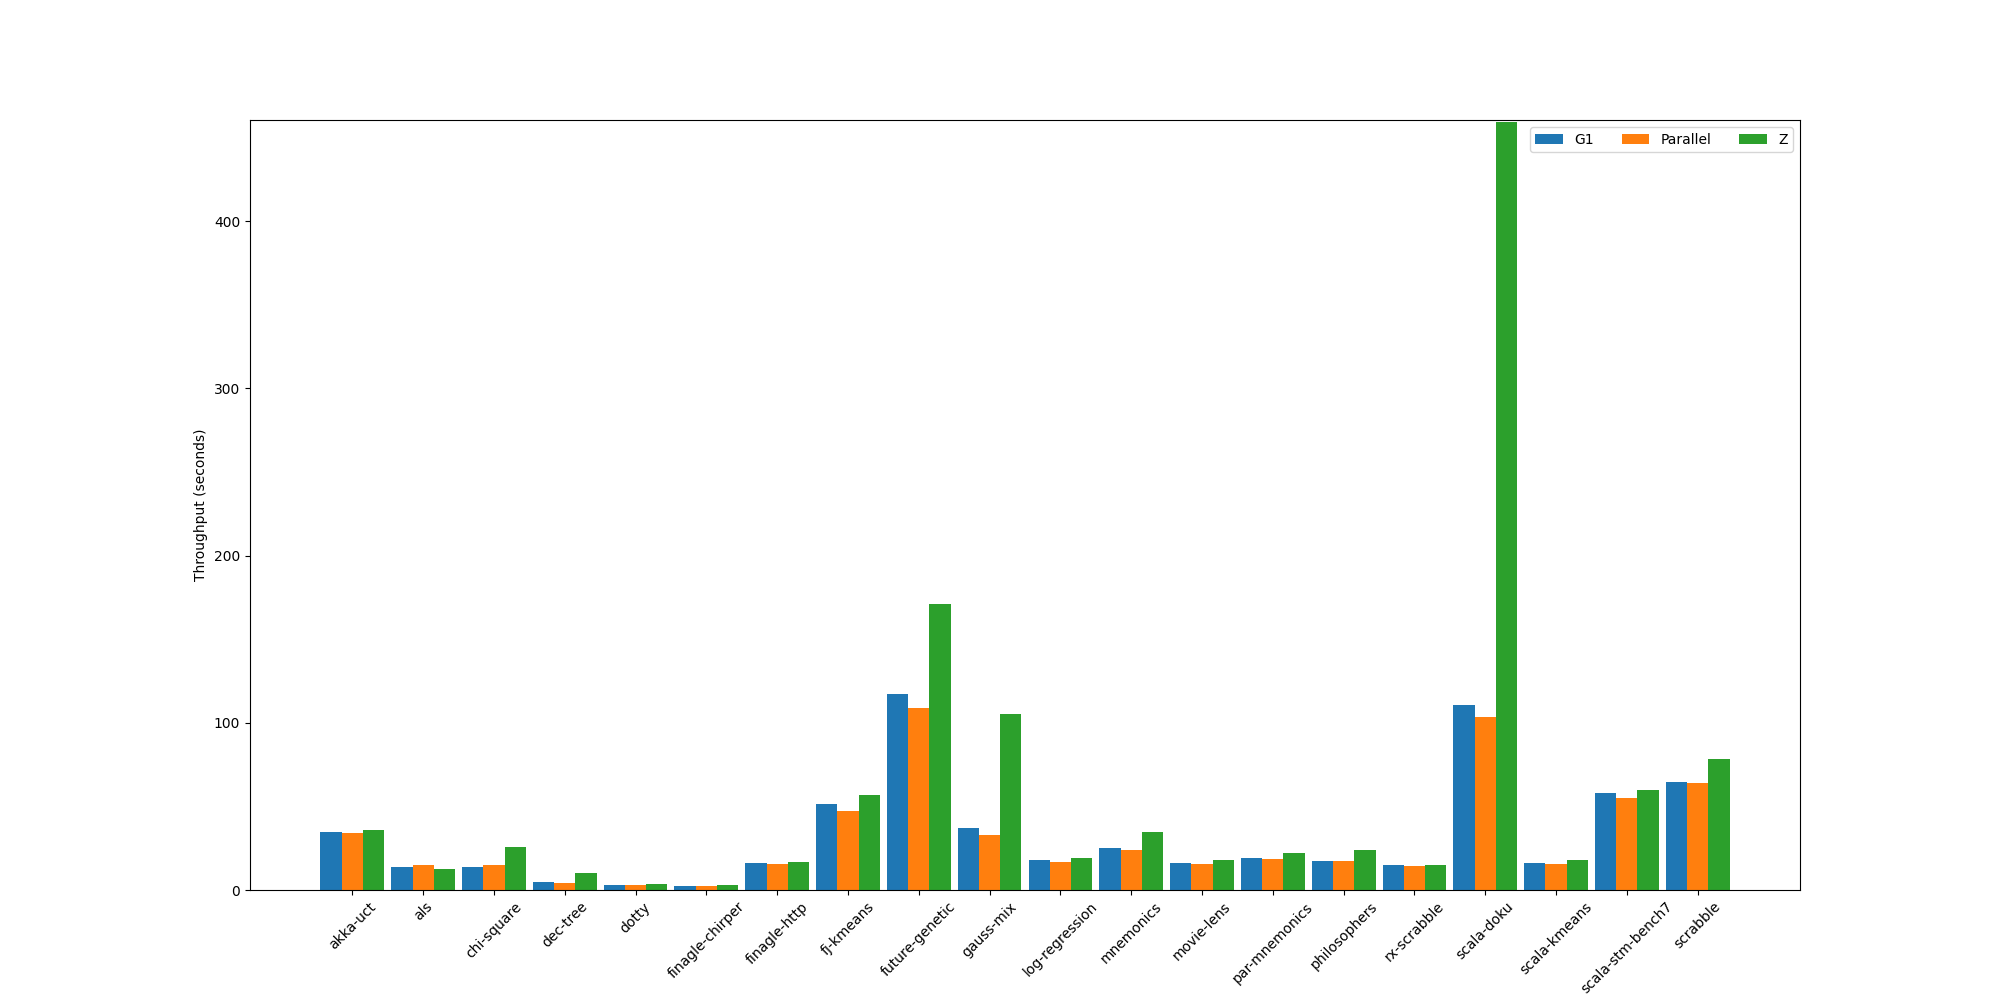 G1 Parallel Z
400
300
200
100
0
Throughput (seconds)
akka-uct
als
chi-square
dec-tree
dotty
finagle-chirper
finagle-http
fj-kmeans
future-genetic
gauss-mix
log-regression
mnemonics
movie-lens
par-mnemonics
philosophers
rx-scrabble
scala-doku
scala-kmeans
scala-stm-bench7
scrabble